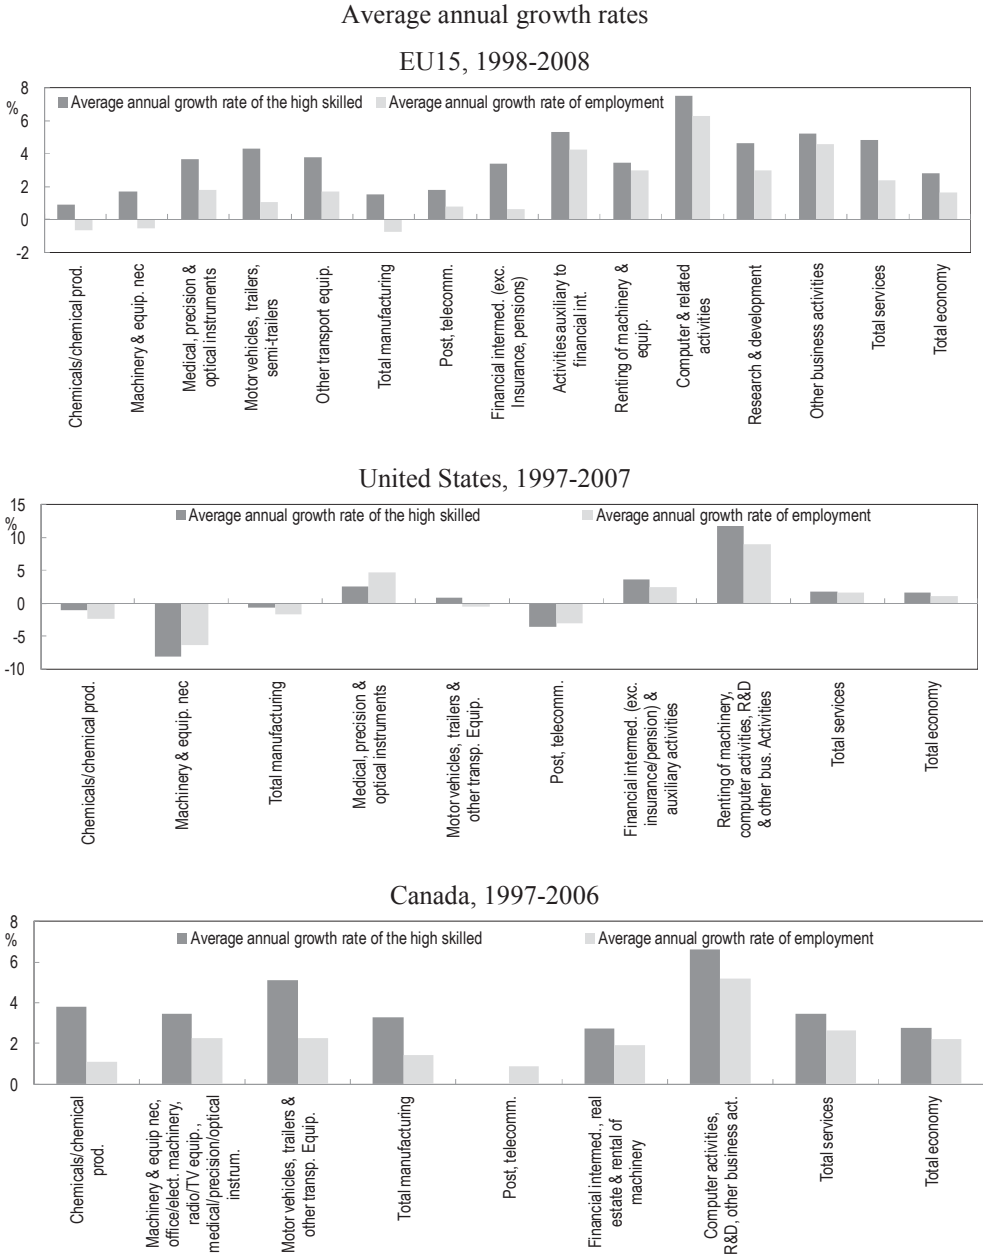 Average annual growth rates
EU15, 1998-2008
%
Average annual growth rate of the high skilled
Average annual growth rate of employment
8
6
4
2
0
-2
Chemicals/chemical prod.
Machinery & equip. nec
Medical, precision &
optical instruments
Motor vehicles, trailers,
semi-trailers
Other transport equip.
Total manufacturing
Post, telecomm.
Financial intermed. (exc.
Insurance, pensions)
Activities auxiliary to
financial int.
Renting of machinery &
equip.
Computer & related
activities
Research & development
Other business activities
Total services
Total economy
United States, 1997-2007
%
Average annual growth rate of the high skilled
Average annual growth rate of employment
15
10
5
0
-5
-10
Chemicals/chemical prod.
Machinery & equip. nec
Total manufacturing
Medical, precision &
optical instruments
Motor vehicles, trailers &
other transp. Equip.
Post, telecomm.
Financial intermed. (exc.
insurance/pension) &
auxiliary activities
Renting of machinery,
computer activities, R&D
& other bus. Activities
Total services
Total economy
Canada, 1997-2006
%
Average annual growth rate of the high skilled
Average annual growth rate of employment
8
6
4
2
0
Chemicals/chemical
prod.
Machinery & equip nec,
office/elect. machinery,
radio/TV equip.,
medical/precision/optical
instrum.
Motor vehicles, trailers &
other transp. Equip.
Total manufacturing
Post, telecomm.
Financial intermed., real
estate & rental of
machinery
Computer activities,
R&D, other business act.
Total services
Total economy